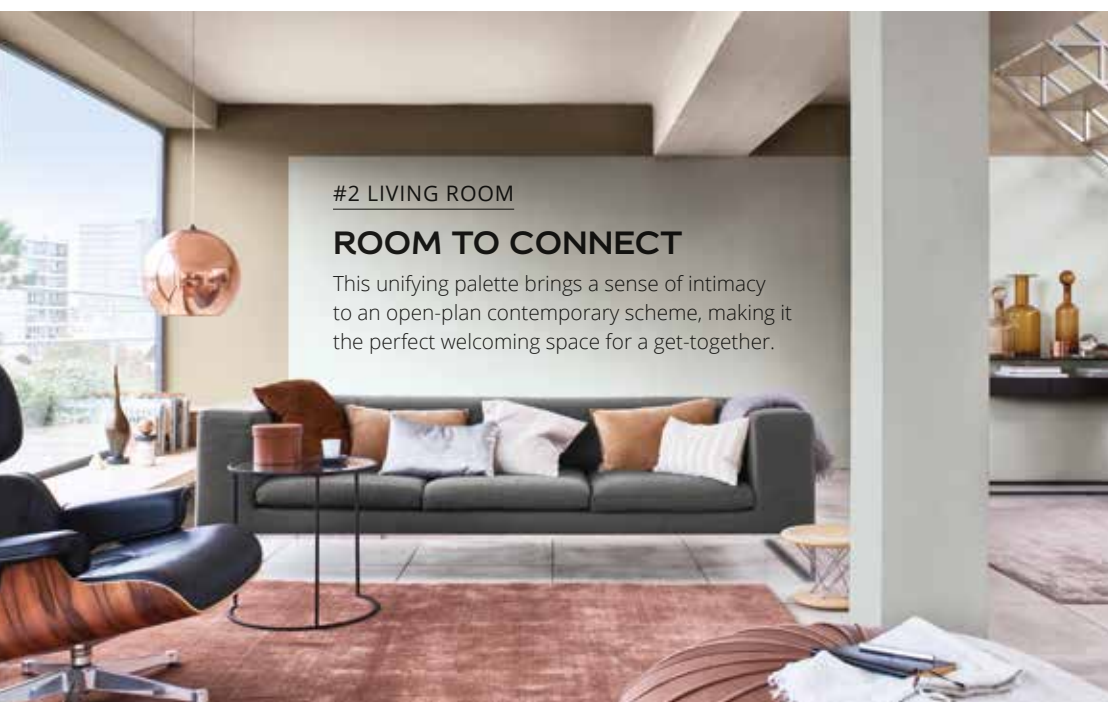 #2 LIVING ROOM
ROOM TO CONNECT
This unifying palette brings a sense of intimacy
to an open-plan contemporary scheme, making it
the perfect welcoming space for a get-together.